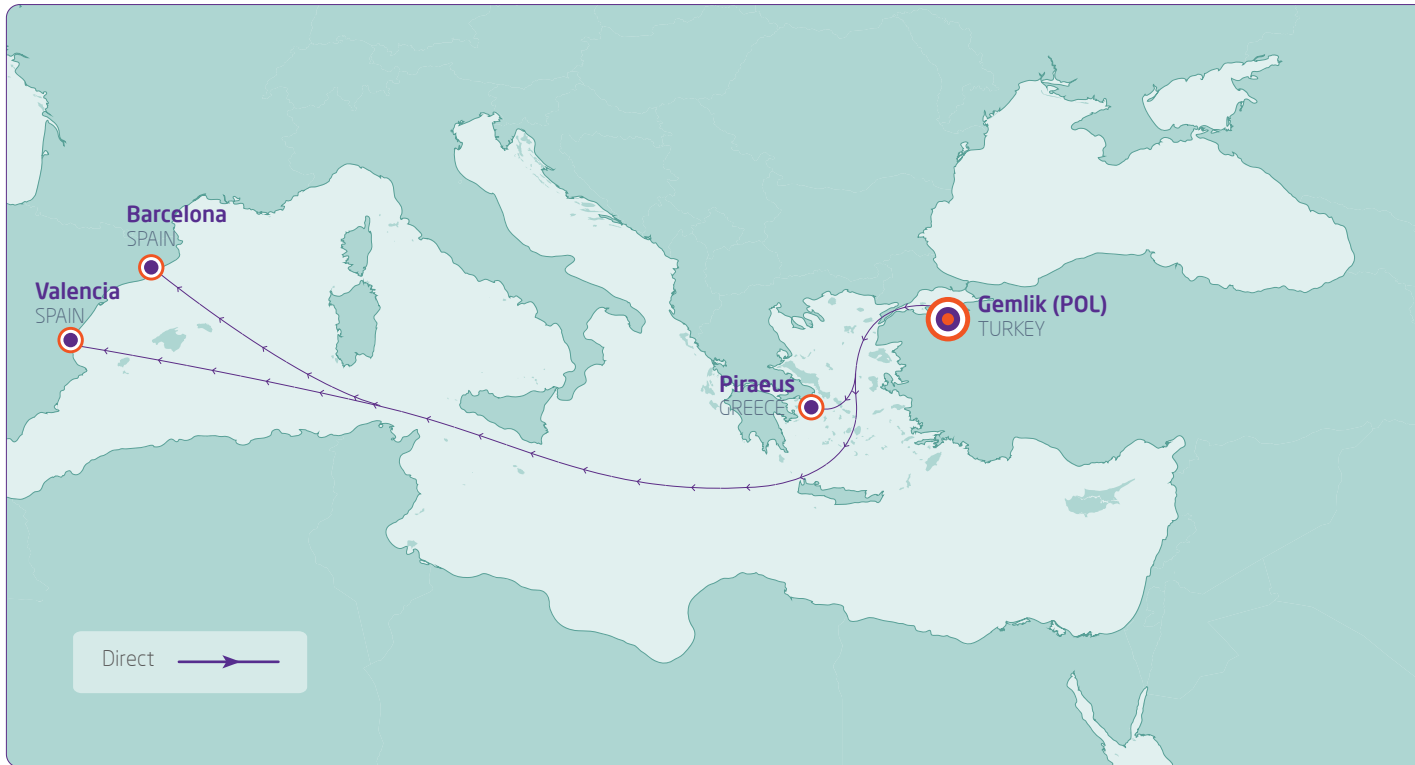 Barcelona
SPAIN
Valencia
SPAIN
Gemlik (POL)
TURKEY
Piraeus
GREECE
Direct